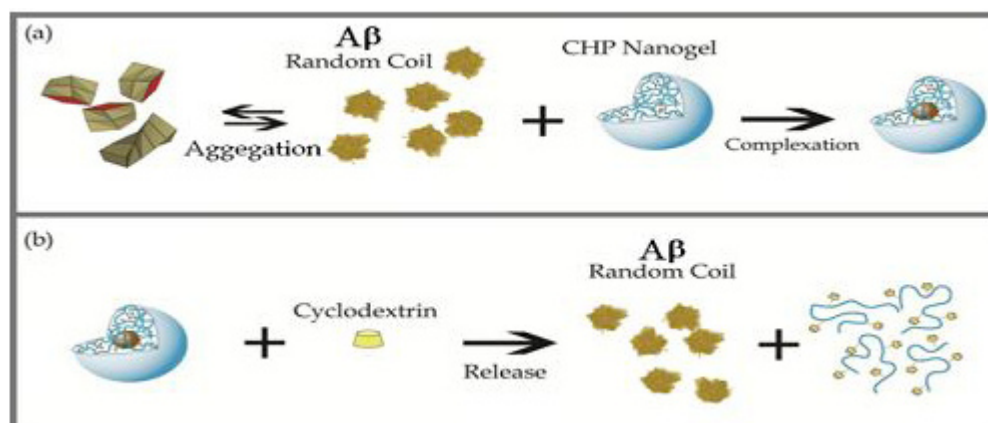 (a)
Aβ
Random Coil
CHP Nanogel
Aggegation
Complexation
(b)
Aβ
Random Coil
Cyclodextrin
Release